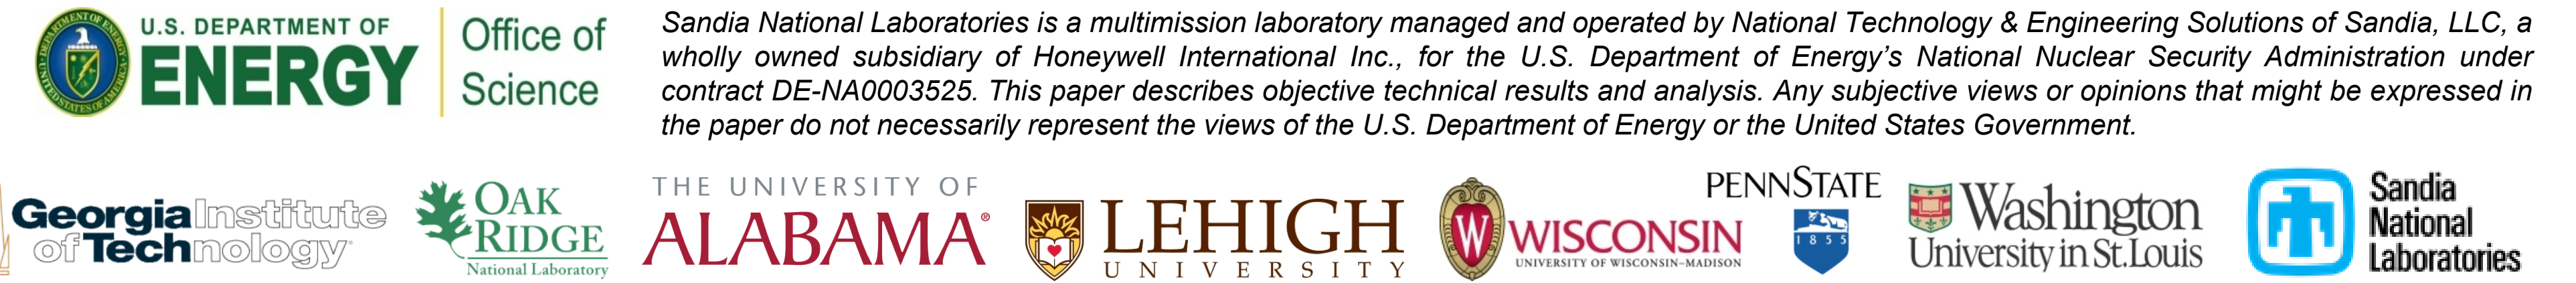 U.S. DEPARTMENT OF
ENERGY
Office of
Science
Sandia National Laboratories is a multimission laboratory managed and operated by National Technology & Engineering Solutions of Sandia, LLC, a
wholly owned subsidiary of Honeywell International Inc., for the U.S. Department of Energy’s National Nuclear Security Administration under
contract DE-NA0003525. This paper describes objective technical results and analysis. Any subjective views or opinions that might be expressed in
the paper do not necessarily represent the views of the U.S. Department of Energy or the United States Government.
Georgia Institute
of Technology
OAK
RIDGE
National Laboratory
THE UNIVERSITY OF
ALABAMA®
LEHIGH
UNIVERSITY
W
WISCONSIN
UNIVERSITY OF WISCONSIN–MADISON
PENNSTATE
1855
Washington
University in St. Louis
Sandia
National
Laboratories